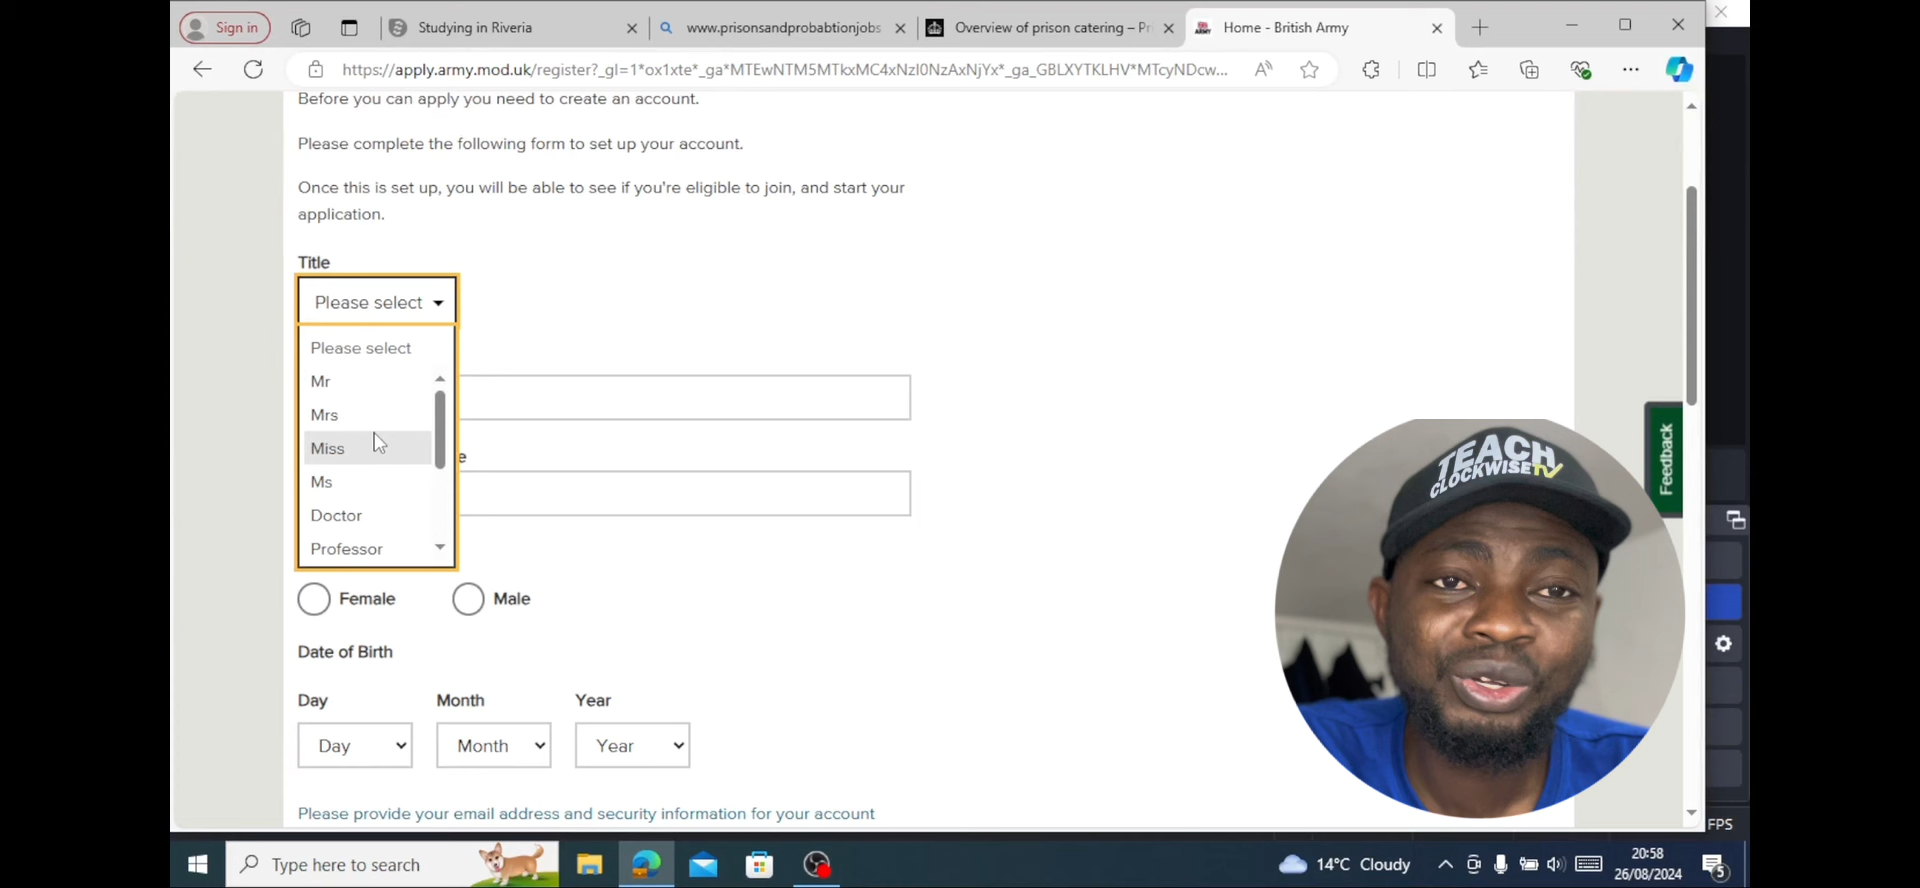 Sign in
Studying in Riveria
www.prisonsandprobabtionjobs
Overview of prison catering – Pri
Home - British Army
https://apply.army.mod.uk/register?_gl=1*ox1xte*_ga*MTEwNTM5MTkxMC4xNzI0NzAxNjYx*_ga_GBLXYTKLHV*MTcyNDcw...
Before you can apply you need to create an account.
Please complete the following form to set up your account.
Once this is set up, you will be able to see if you're eligible to join, and start your
application.
Title
Please select
Please select
Mr
Mrs
Miss
Ms
Doctor
Professor
e
Female
Male
Date of Birth
Day
Month
Year
Day
Month
Year
Please provide your email address and security information for your account
Feedback
TEACH
CLOCKWISETV
FPS
Type here to search
14°C Cloudy
20:58
26/08/2024
5